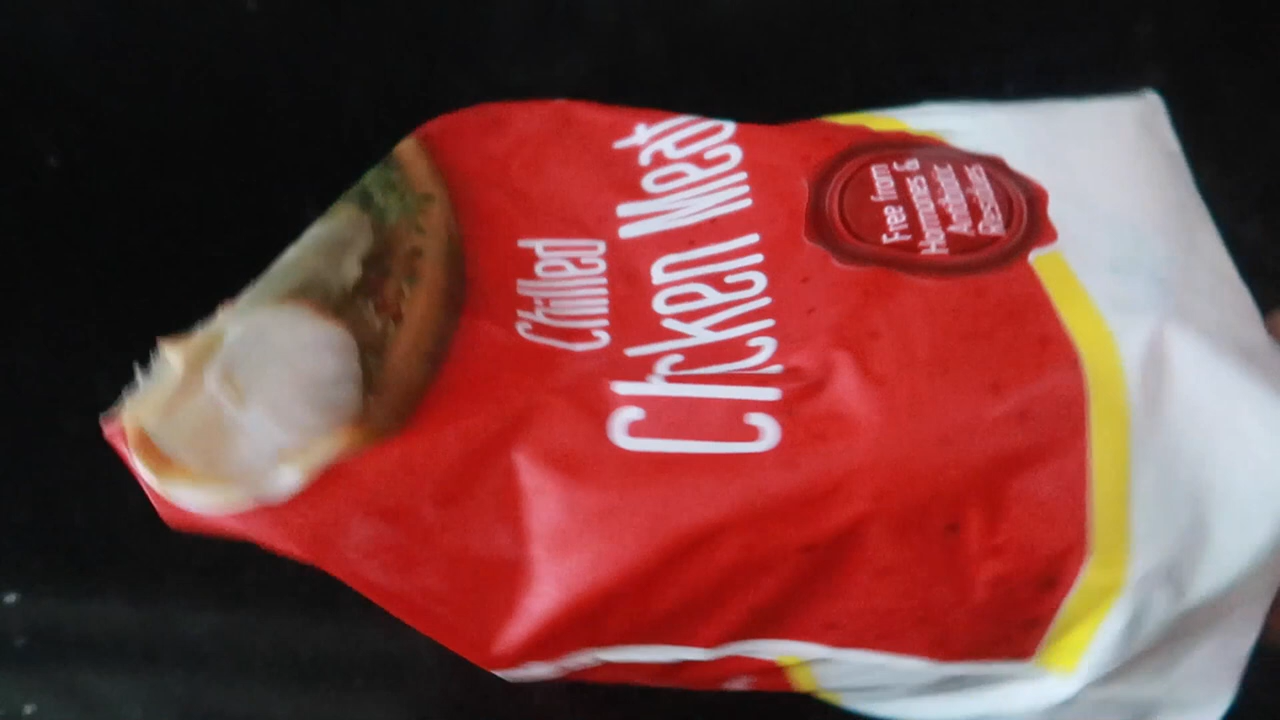 Chilled
Chicken Meat
Free from
Hormones &
Antibiotic
Residues